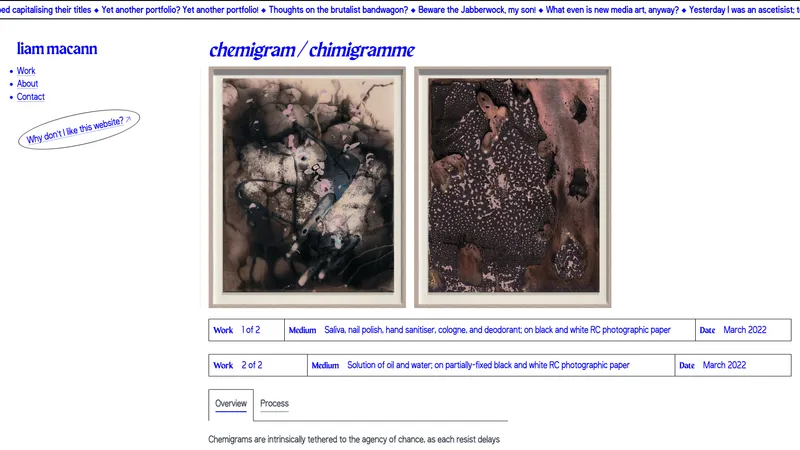 capitalising their titles ◆ Yet another portfolio? Yet another portfolio! ◆ Thoughts on the brutalist bandwagon? ◆ Beware the Jabberwock, my son! ◆ What even is new media art, anyway? ◆ Yesterday I was an ascetisist;
liam macann
Work
About
Contact
Why don't I like this website? ↗
chemigram / chimigramme
Work 1 of 2 Medium Saliva, nail polish, hand sanitiser, cologne, and deodorant; on black and white RC photographic paper Date March 2022
Work 2 of 2 Medium Solution of oil and water; on partially-fixed black and white RC photographic paper Date March 2022
Overview Process
Chemigrams are intrinsically tethered to the agency of chance, as each resist delays